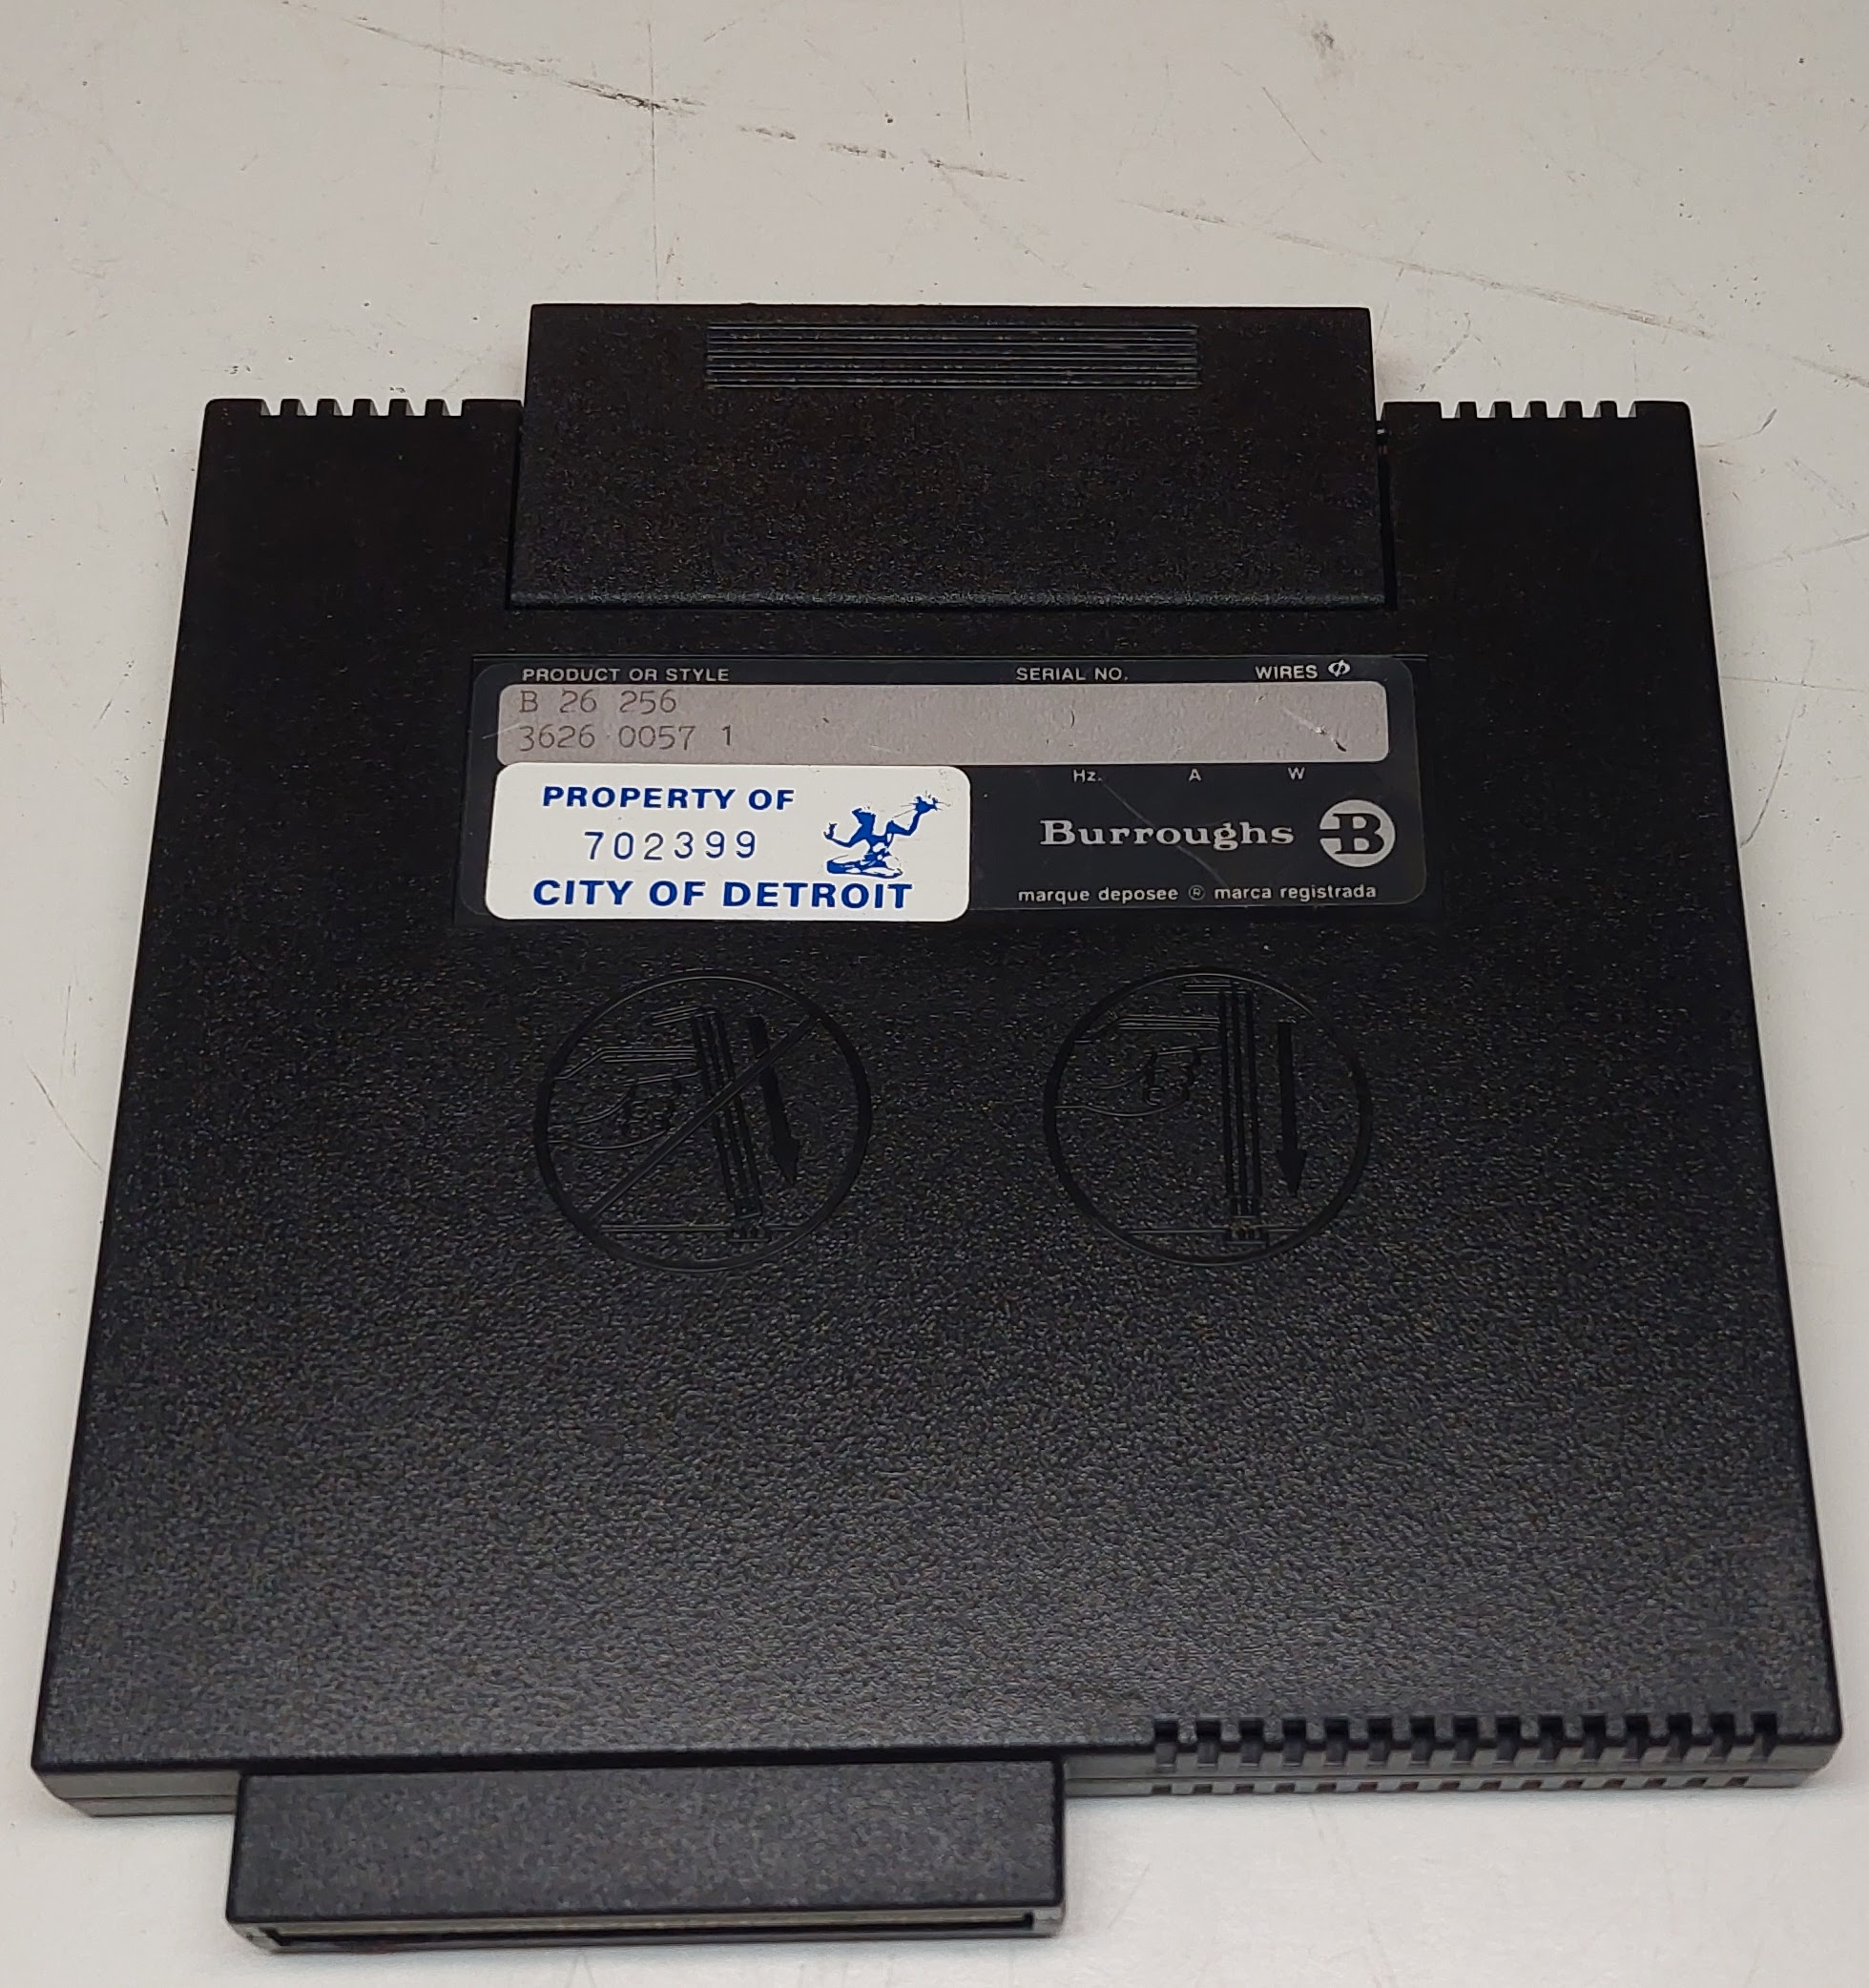 PRODUCT OR STYLE SERIAL NO. WIRES
B 26 256
3626 0057 1
Hz. A W
PROPERTY OF
702399
CITY OF DETROIT
Burroughs B
marque deposee ® marca registrada